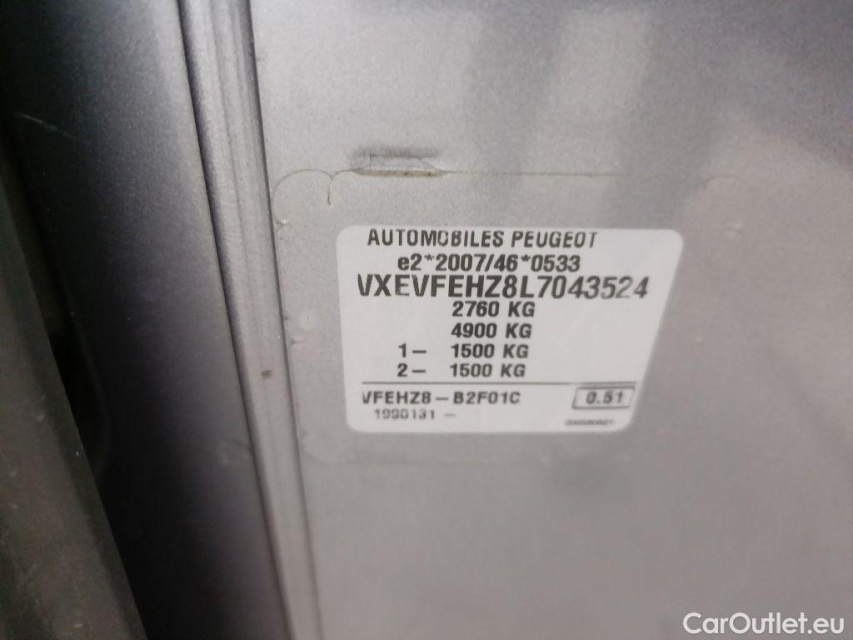 AUTOMOBILES PEUGEOT
e2*2007/46*0533
VXEVFEHZ8L7043524
2760 KG
4900 KG
1- 1500 KG
2- 1500 KG
VFEHZ8-B2F01C 0.51
CarOutlet.eu